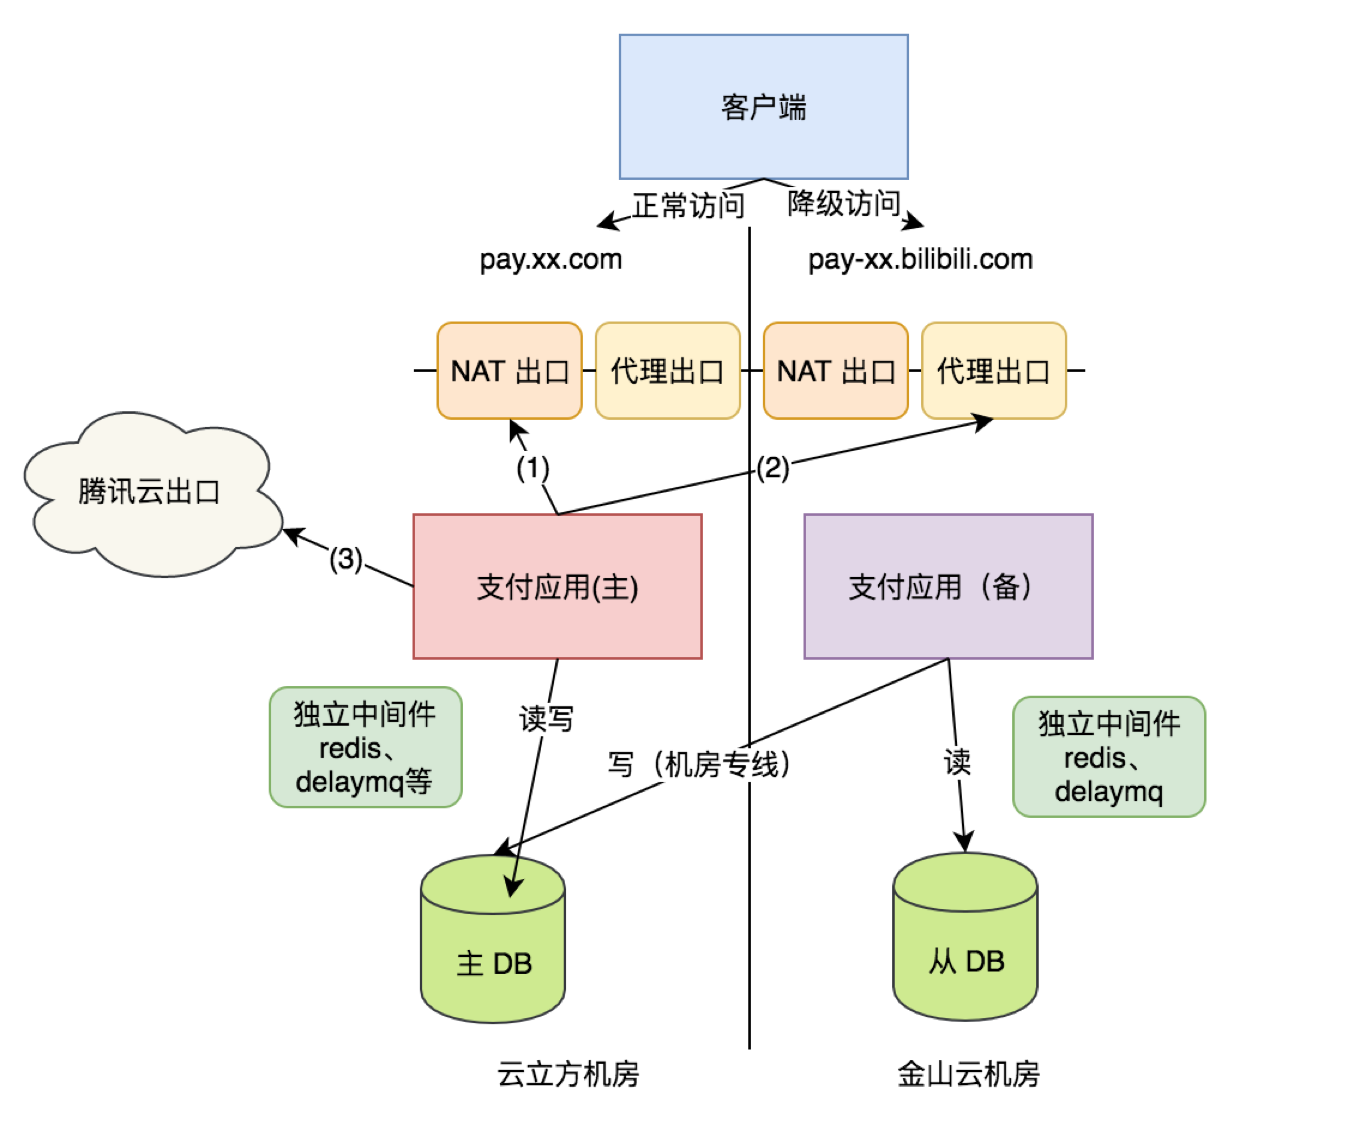 客户端
正常访问
降级访问
pay.xx.com
pay-xx.bilibili.com
NAT 出口
代理出口
NAT 出口
代理出口
(1)
(2)
腾讯云出口
(3)
支付应用(主)
支付应用（备）
独立中间件
redis、
delaymq等
读写
写（机房专线）
读
独立中间件
redis、
delaymq
主 DB
从 DB
云立方机房
金山云机房